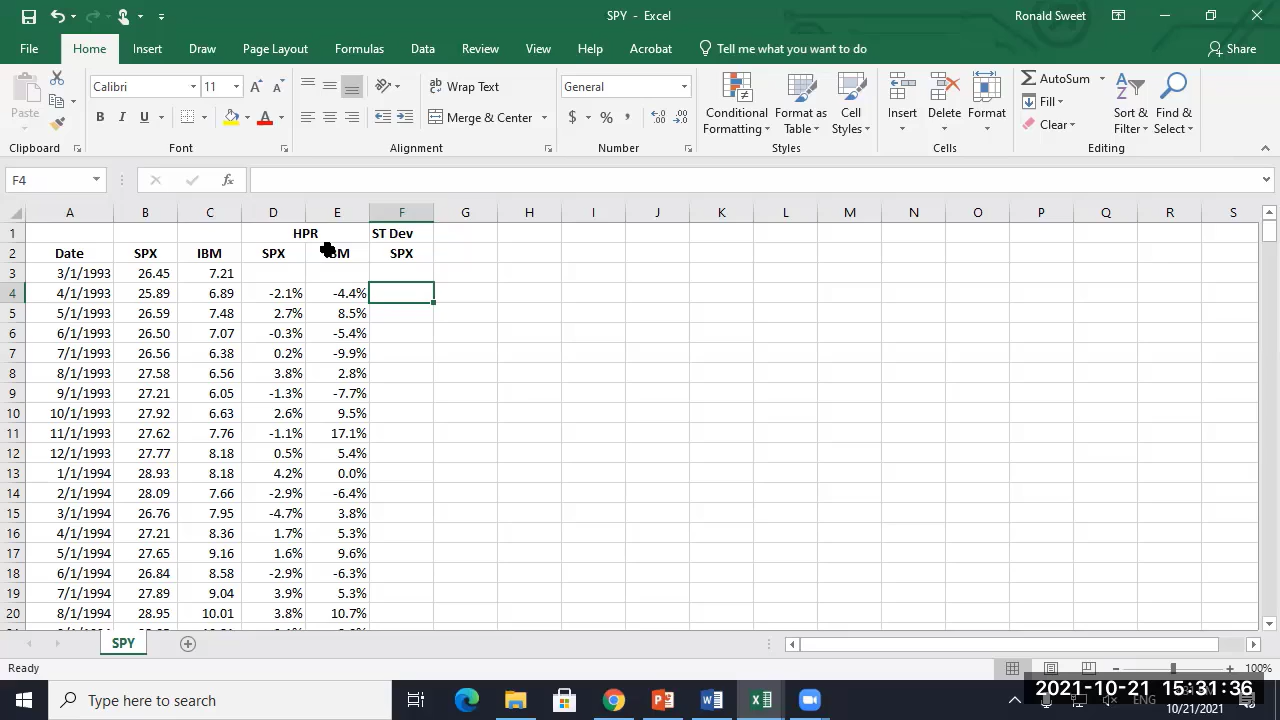 SPY - Excel
Ronald Sweet
File Home Insert Draw Page Layout Formulas Data Review View Help Acrobat Tell me what you want to do Share
Paste
Calibri 11
B I U A
Wrap Text
Merge & Center
General
$ % ,
Conditional Formatting
Format as Table
Cell Styles
Insert Delete Format
AutoSum
Fill
Clear
Sort & Filter
Find & Select
Clipboard Font Alignment Number Styles Cells Editing
F4 fx
A B C D E F G H I J K L M N O P Q R S
1 HPR ST Dev
2 Date SPX IBM SPX SPX
3 3/1/1993 26.45 7.21
4 4/1/1993 25.89 6.89 -2.1% -4.4%
5 5/1/1993 26.59 7.48 2.7% 8.5%
6 6/1/1993 26.50 7.07 -0.3% -5.4%
7 7/1/1993 26.56 6.38 0.2% -9.9%
8 8/1/1993 27.58 6.56 3.8% 2.8%
9 9/1/1993 27.21 6.05 -1.3% -7.7%
10 10/1/1993 27.92 6.63 2.6% 9.5%
11 11/1/1993 27.62 7.76 -1.1% 17.1%
12 12/1/1993 27.77 8.18 0.5% 5.4%
13 1/1/1994 28.93 8.18 4.2% 0.0%
14 2/1/1994 28.09 7.66 -2.9% -6.4%
15 3/1/1994 26.76 7.95 -4.7% 3.8%
16 4/1/1994 27.21 8.36 1.7% 5.3%
17 5/1/1994 27.65 9.16 1.6% 9.6%
18 6/1/1994 26.84 8.58 -2.9% -6.3%
19 7/1/1994 27.89 9.04 3.9% 5.3%
20 8/1/1994 28.95 10.01 3.8% 10.7%
SPY
Ready
100%
Type here to search
2021-10-21 15:31:36
ENG
10/21/2021